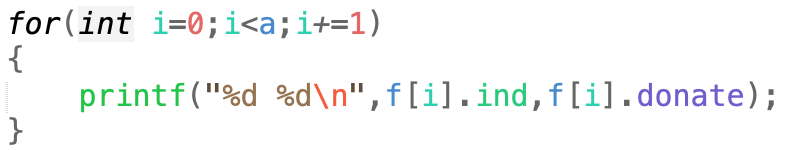 for(int i=0;i<a;i+=1)
{
    printf("%d %d\n",f[i].ind,f[i].donate);
}